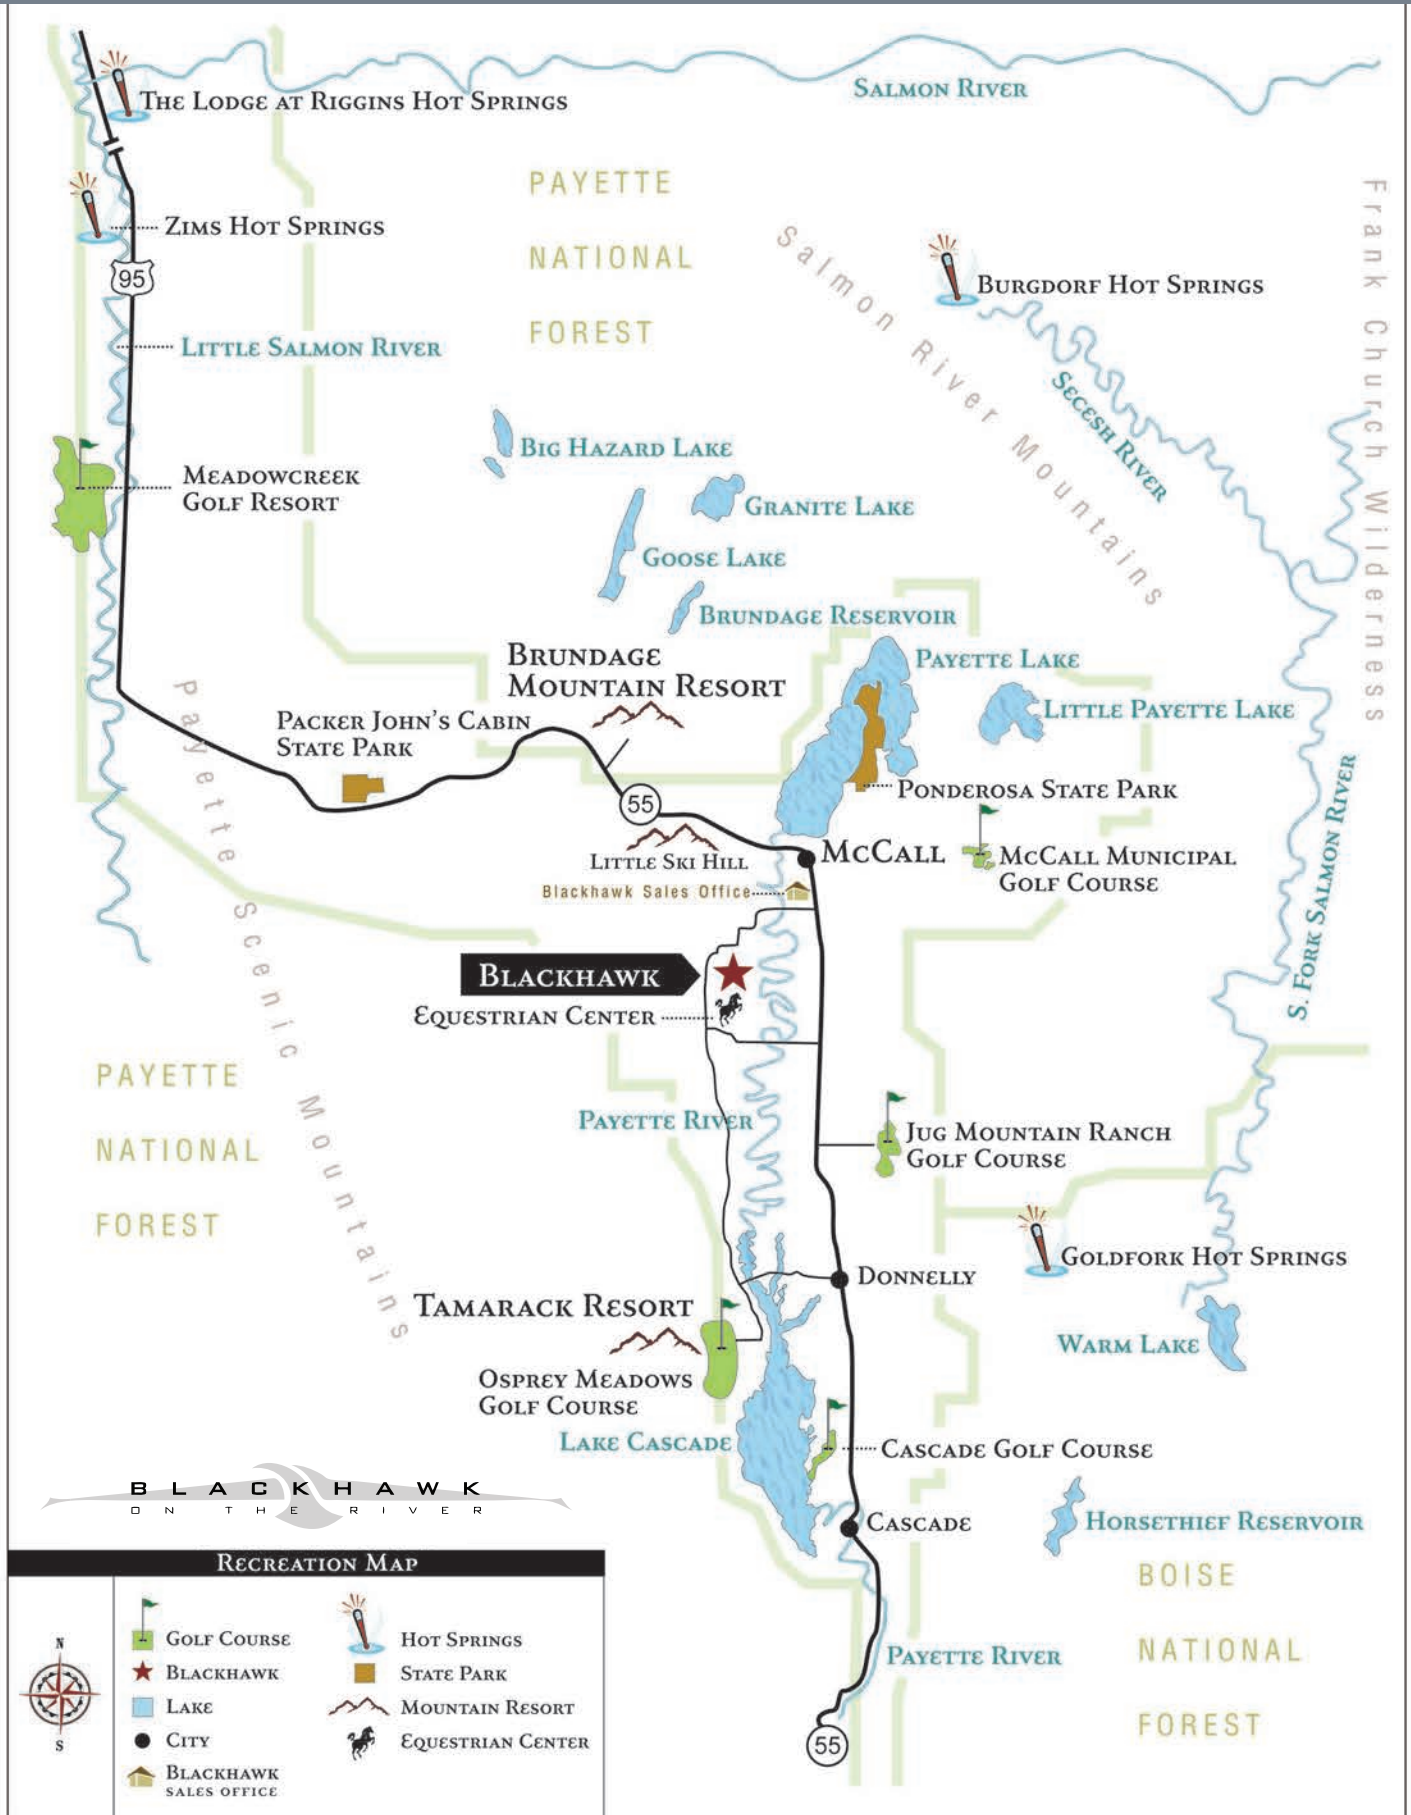 Salmon River
The Lodge at Riggins Hot Springs
Payette
National
Forest
Zims Hot Springs
95
Salmon River Mountains
Burgdorf Hot Springs
Frank Church Wilderness
Little Salmon River
Secesh River
Big Hazard Lake
Meadowcreek
Golf Resort
Granite Lake
Goose Lake
Brundage Reservoir
Brundage
Mountain Resort
Payette Lake
Little Payette Lake
Packer John's Cabin
State Park
Payette Scenic Mountains
Ponderosa State Park
55
Little Ski Hill
McCall
McCall Municipal
Golf Course
Blackhawk Sales Office
S. Fork Salmon River
Blackhawk
Equestrian Center
Payette
National
Forest
Payette River
Jug Mountain Ranch
Golf Course
Goldfork Hot Springs
Donnelly
Tamarack Resort
Warm Lake
Osprey Meadows
Golf Course
Lake Cascade
Cascade Golf Course
Cascade
Horsethief Reservoir
Boise
National
Forest
Payette River
55
BLACKHAWK
ON THE RIVER
Recreation Map
N
S
Golf Course
Blackhawk
Lake
City
Blackhawk
Sales Office
Hot Springs
State Park
Mountain Resort
Equestrian Center